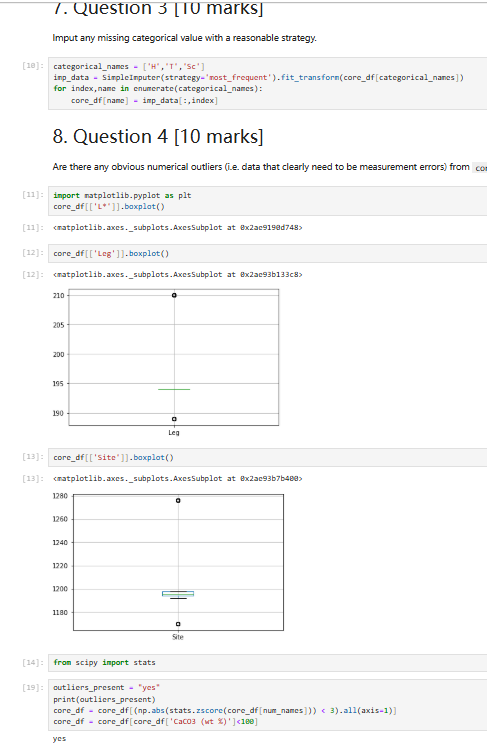 7. Question 3 [10 marks]
Imput any missing categorical value with a reasonable strategy.
[10]: categorical_names = ['H','T','Sc']
imp_data = SimpleImputer(strategy='most_frequent').fit_transform(core_df[categorical_names])
for index,name in enumerate(categorical_names):
core_df[name] = imp_data[:,index]
8. Question 4 [10 marks]
Are there any obvious numerical outliers (i.e. data that clearly need to be measurement errors) from
[11]: import matplotlib.pyplot as plt
core_df[['L*']].boxplot()
[11]: <matplotlib.axes._subplots.AxesSubplot at 0x2ae9190d748>
[12]: core_df[['Leg']].boxplot()
[12]: <matplotlib.axes._subplots.AxesSubplot at 0x2ae93b133c8>
210
205
200
195
190
Leg
[13]: core_df[['Site']].boxplot()
[13]: <matplotlib.axes._subplots.AxesSubplot at 0x2ae93b7b400>
1280
1260
1240
1220
1200
1180
Site
[14]: from scipy import stats
[19]: outliers_present = "yes"
print(outliers_present)
core_df = core_df[(np.abs(stats.zscore(core_df[num_names])) < 3).all(axis=1)]
core_df = core_df[core_df['CaCO3 (wt %)']<100]
yes